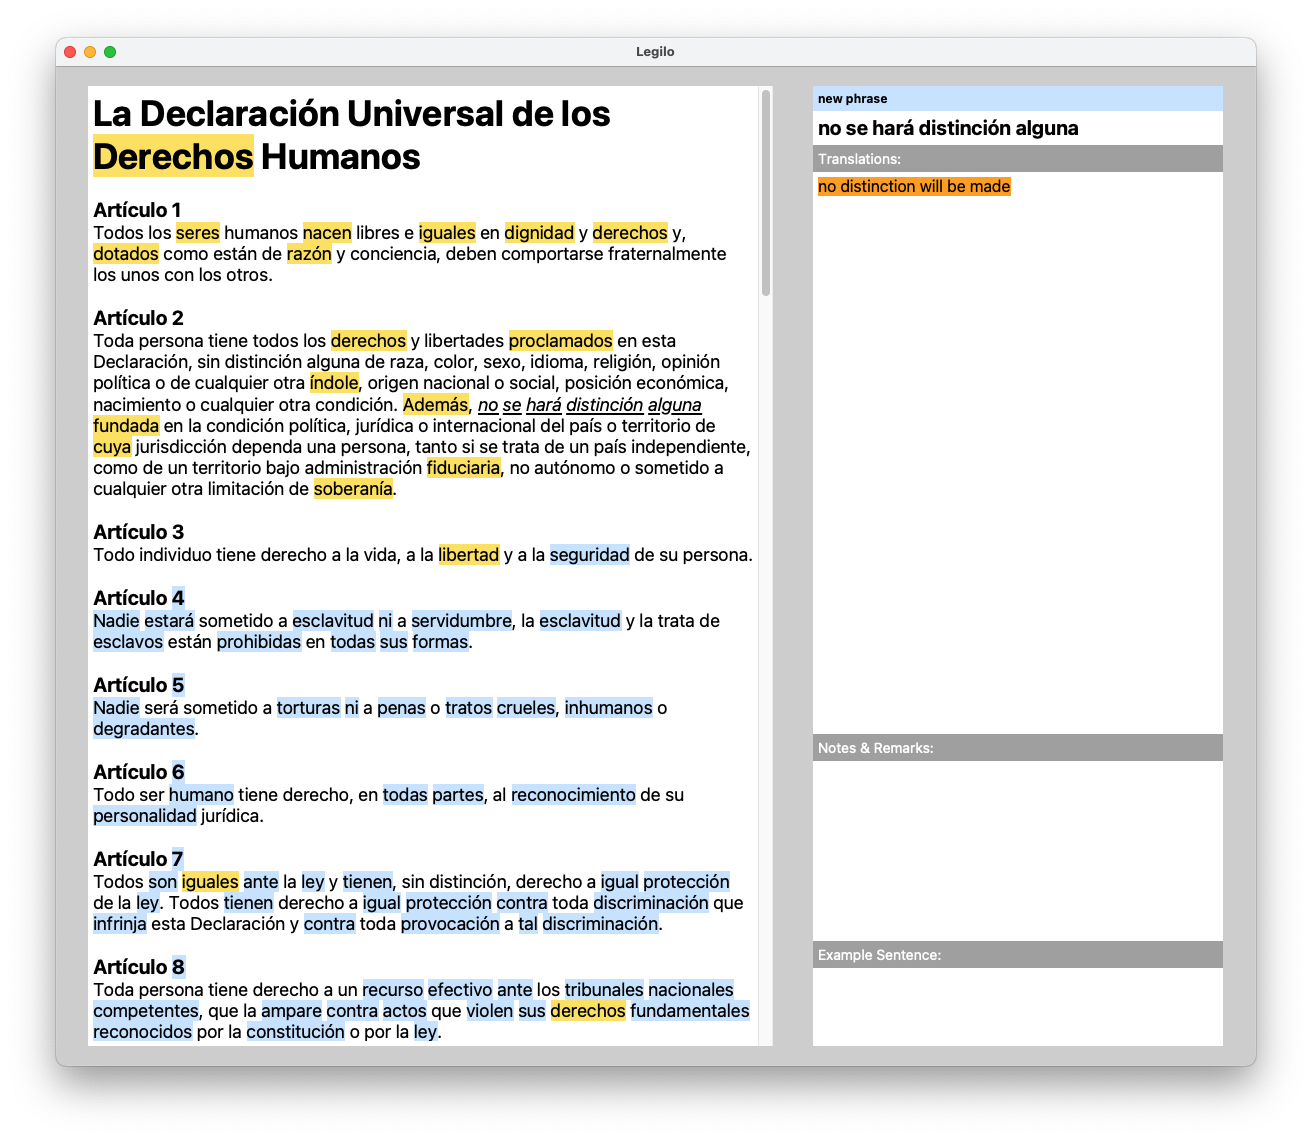 Legilo
La Declaración Universal de los
Derechos Humanos
Artículo 1
Todos los seres humanos nacen libres e iguales en dignidad y derechos y,
dotados como están de razón y conciencia, deben comportarse fraternalmente
los unos con los otros.
Artículo 2
Toda persona tiene todos los derechos y libertades proclamados en esta
Declaración, sin distinción alguna de raza, color, sexo, idioma, religión, opinión
política o de cualquier otra índole, origen nacional o social, posición económica,
nacimiento o cualquier otra condición. Además, no se hará distinción alguna
fundada en la condición política, jurídica o internacional del país o territorio de
cuya jurisdicción dependa una persona, tanto si se trata de un país independiente,
como de un territorio bajo administración fiduciaria, no autónomo o sometido a
cualquier otra limitación de soberanía.
Artículo 3
Todo individuo tiene derecho a la vida, a la libertad y a la seguridad de su persona.
Artículo 4
Nadie estará sometido a esclavitud ni a servidumbre, la esclavitud y la trata de
esclavos están prohibidas en todas sus formas.
Artículo 5
Nadie será sometido a torturas ni a penas o tratos crueles, inhumanos o
degradantes.
Artículo 6
Todo ser humano tiene derecho, en todas partes, al reconocimiento de su
personalidad jurídica.
Artículo 7
Todos son iguales ante la ley y tienen, sin distinción, derecho a igual protección
de la ley. Todos tienen derecho a igual protección contra toda discriminación que
infrinja esta Declaración y contra toda provocación a tal discriminación.
Artículo 8
Toda persona tiene derecho a un recurso efectivo ante los tribunales nacionales
competentes, que la ampare contra actos que violen sus derechos fundamentales
reconocidos por la constitución o por la ley.
new phrase
no se hará distinción alguna
Translations:
no distinction will be made
Notes & Remarks:
Example Sentence: